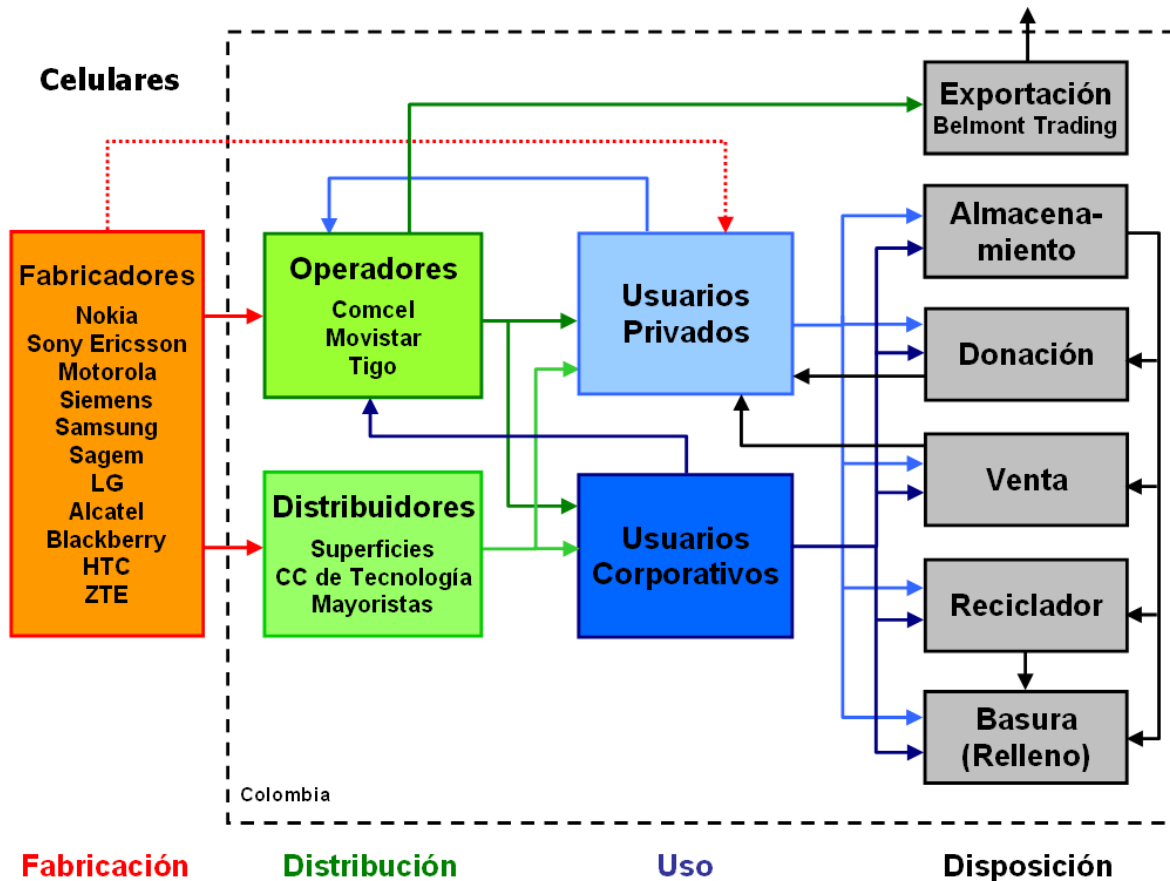 Celulares
Fabricadores
Nokia
Sony Ericsson
Motorola
Siemens
Samsung
Sagem
LG
Alcatel
Blackberry
HTC
ZTE
Operadores
Comcel
Movistar
Tigo
Distribuidores
Superficies
CC de Tecnología
Mayoristas
Usuarios
Privados
Usuarios
Corporativos
Exportación
Belmont Trading
Almacena-
miento
Donación
Venta
Reciclador
Basura
(Relleno)
Colombia
Fabricación
Distribución
Uso
Disposición